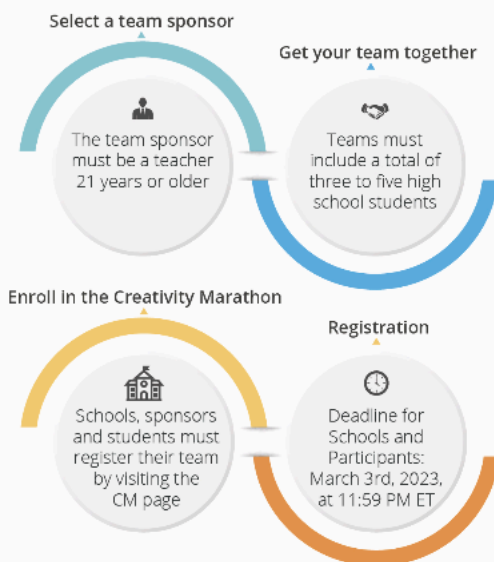 Select a team sponsor
The team sponsor
must be a teacher
21 years or older
Get your team together
Teams must
include a total of
three to five high
school students
Enroll in the Creativity Marathon
Schools, sponsors
and students must
register their team
by visiting the
CM page
Registration
Deadline for
Schools and
Participants:
March 3rd, 2023,
at 11:59 PM ET